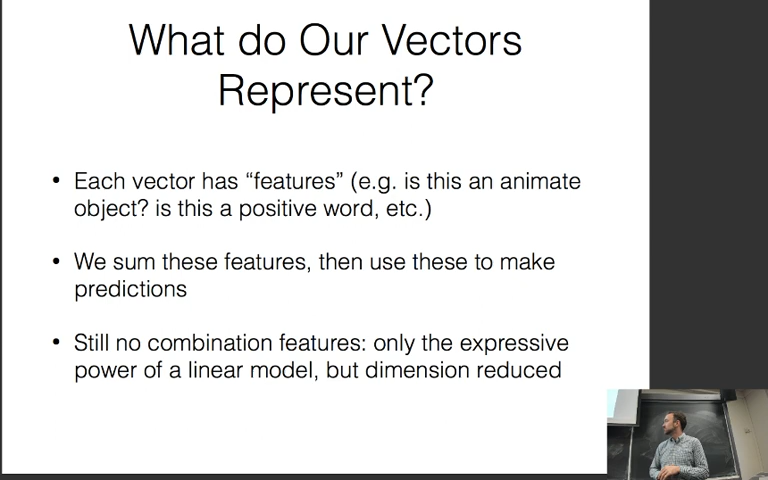 What do Our Vectors
Represent?
• Each vector has “features” (e.g. is this an animate
object? is this a positive word, etc.)
• We sum these features, then use these to make
predictions
• Still no combination features: only the expressive
power of a linear model, but dimension reduced